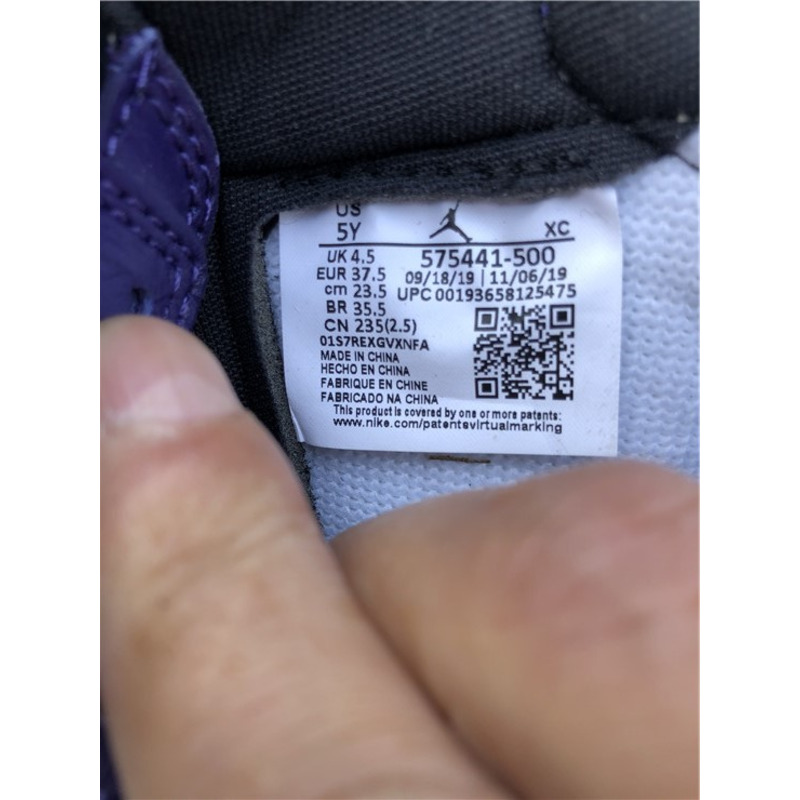 US
5Y XC
UK 4.5 575441-500
EUR 37.5 09/18/19 | 11/06/19
cm 23.5 UPC 00193658125475
BR 35.5
CN 235(2.5)
01S7REXGVXNFA
MADE IN CHINA
HECHO EN CHINA
FABRIQUE EN CHINE
FABRICADO NA CHINA
This product is covered by one or more patents:
www.nike.com/patentsvirtualmarking